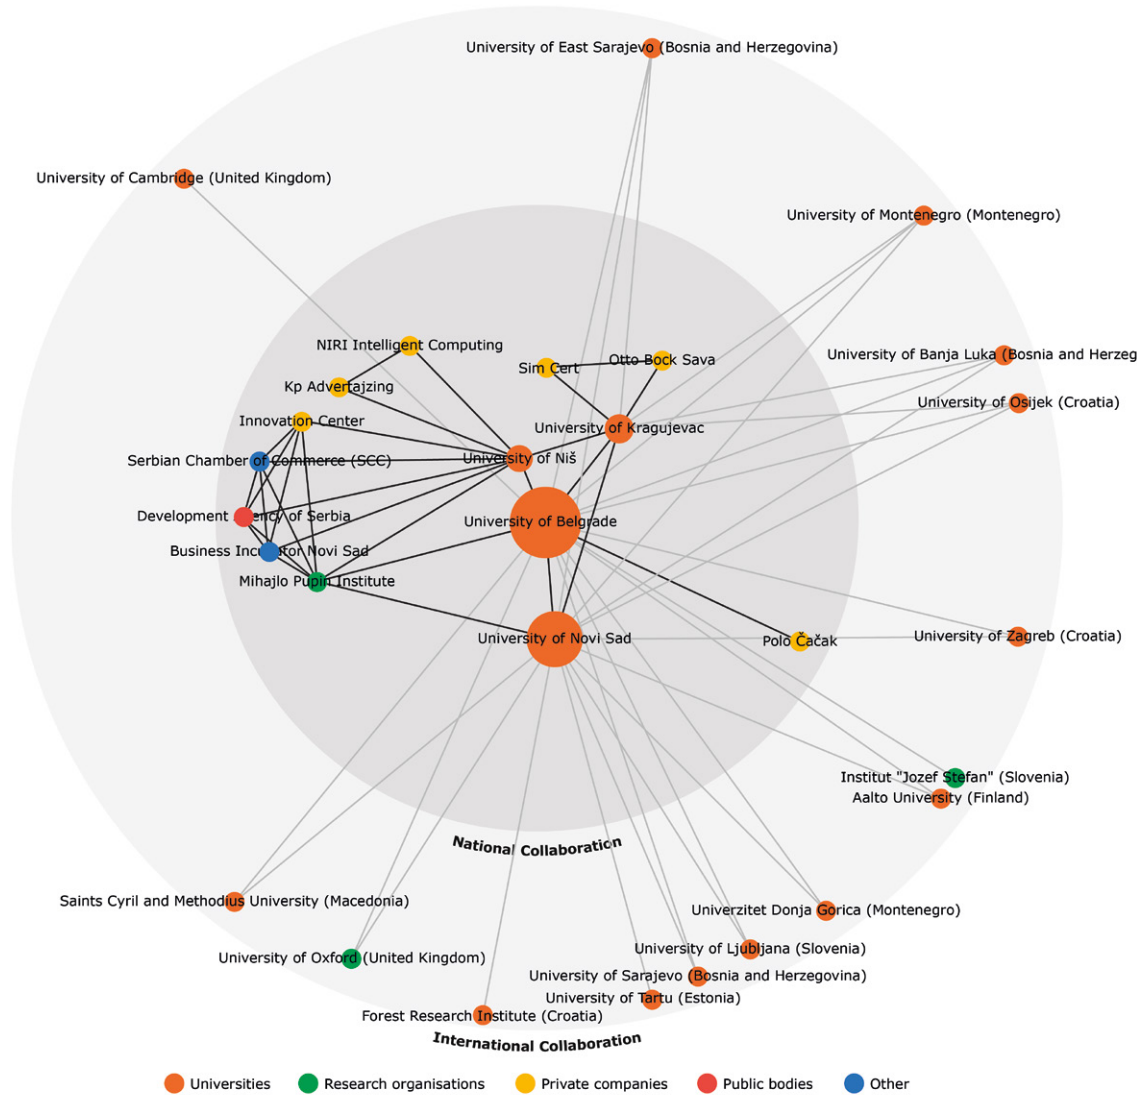 University of East Sarajevo (Bosnia and Herzegovina)
University of Cambridge (United Kingdom)
University of Montenegro (Montenegro)
NIRI Intelligent Computing
University of Banja Luka (Bosnia and Herzeg
Sim Cert
Otto Bock Sava
Kp Advertajzing
University of Osijek (Croatia)
Innovation Center
University of Kragujevac
Serbian Chamber of Commerce (SCC)
University of Niš
Development Agency of Serbia
University of Belgrade
Business Incubator Novi Sad
Mihajlo Pupin Institute
University of Novi Sad
Polo Čačak
University of Zagreb (Croatia)
Institut "Jozef Stefan" (Slovenia)
Aalto University (Finland)
National Collaboration
Saints Cyril and Methodius University (Macedonia)
Univerzitet Donja Gorica (Montenegro)
University of Ljubljana (Slovenia)
University of Oxford (United Kingdom)
University of Sarajevo (Bosnia and Herzegovina)
University of Tartu (Estonia)
Forest Research Institute (Croatia)
International Collaboration
Universities
Research organisations
Private companies
Public bodies
Other